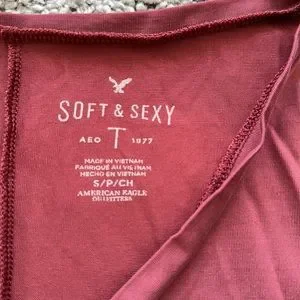 SOFT & SEXY
AEO T 1977
MADE IN VIETNAM
FABRIQUÉ AU VIETNAM
HECHO EN VIETNAM
S/P/CH
AMERICAN EAGLE
OUTFITTERS